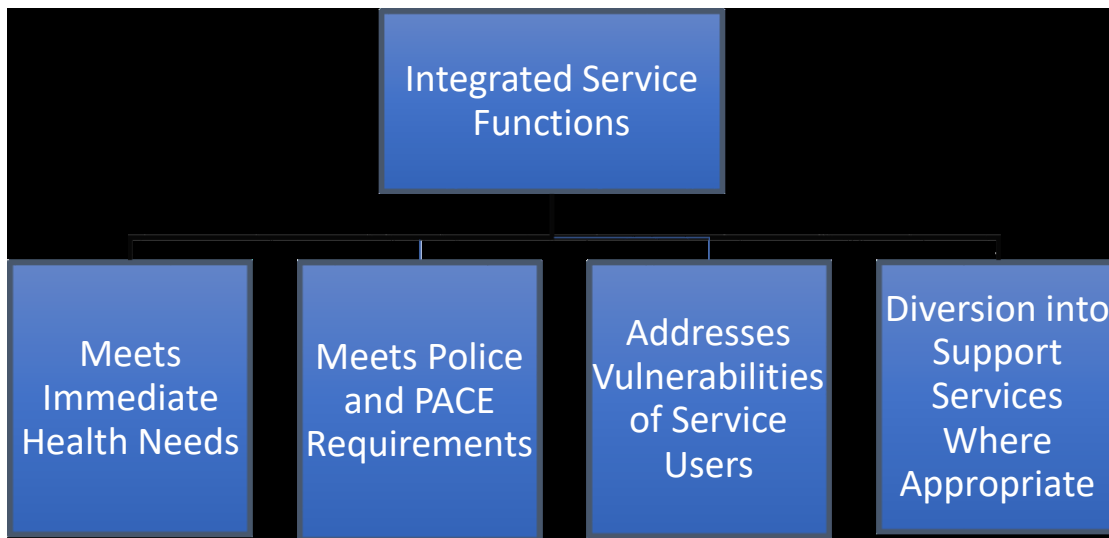 Integrated Service
Functions
Meets
Immediate
Health Needs
Meets Police
and PACE
Requirements
Addresses
Vulnerabilities
of Service
Users
Diversion into
Support
Services
Where
Appropriate